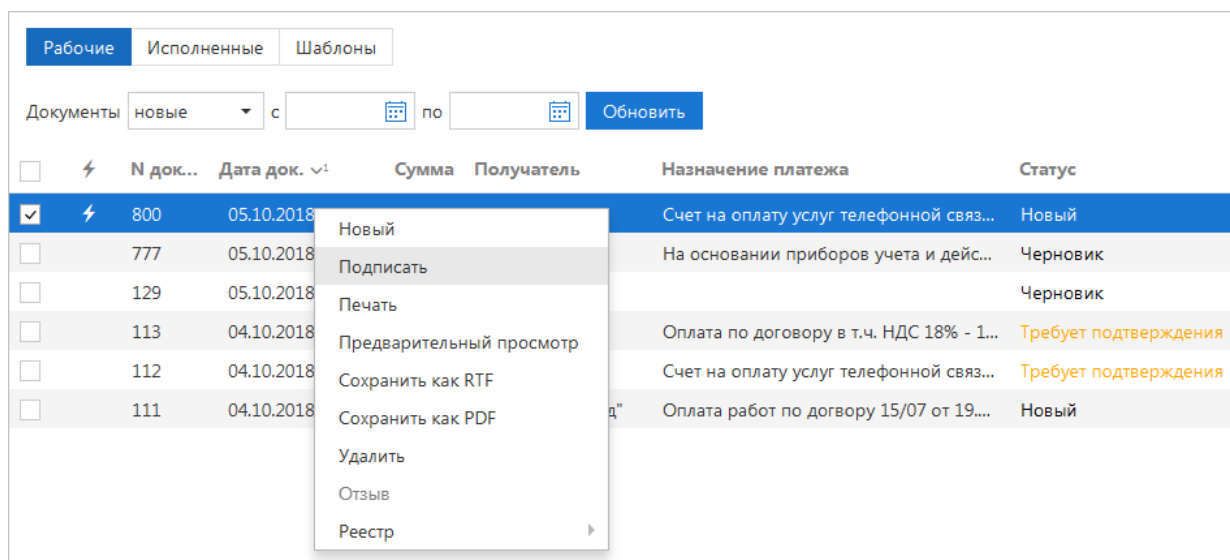 Рабочие Исполненные Шаблоны
Документы новые с по Обновить
N док... Дата док. 1 Сумма Получатель Назначение платежа Статус
800 05.10.2018 Счет на оплату услуг телефонной связ... Новый
777 05.10.2018 На основании приборов учета и дейс... Черновик
129 05.10.2018 Черновик
113 04.10.2018 Оплата по договору в т.ч. НДС 18% - 1... Требует подтверждения
112 04.10.2018 Счет на оплату услуг телефонной связ... Требует подтверждения
111 04.10.2018 д" Оплата работ по догвору 15/07 от 19.... Новый
Новый
Подписать
Печать
Предварительный просмотр
Сохранить как RTF
Сохранить как PDF
Удалить
Отзыв
Реестр